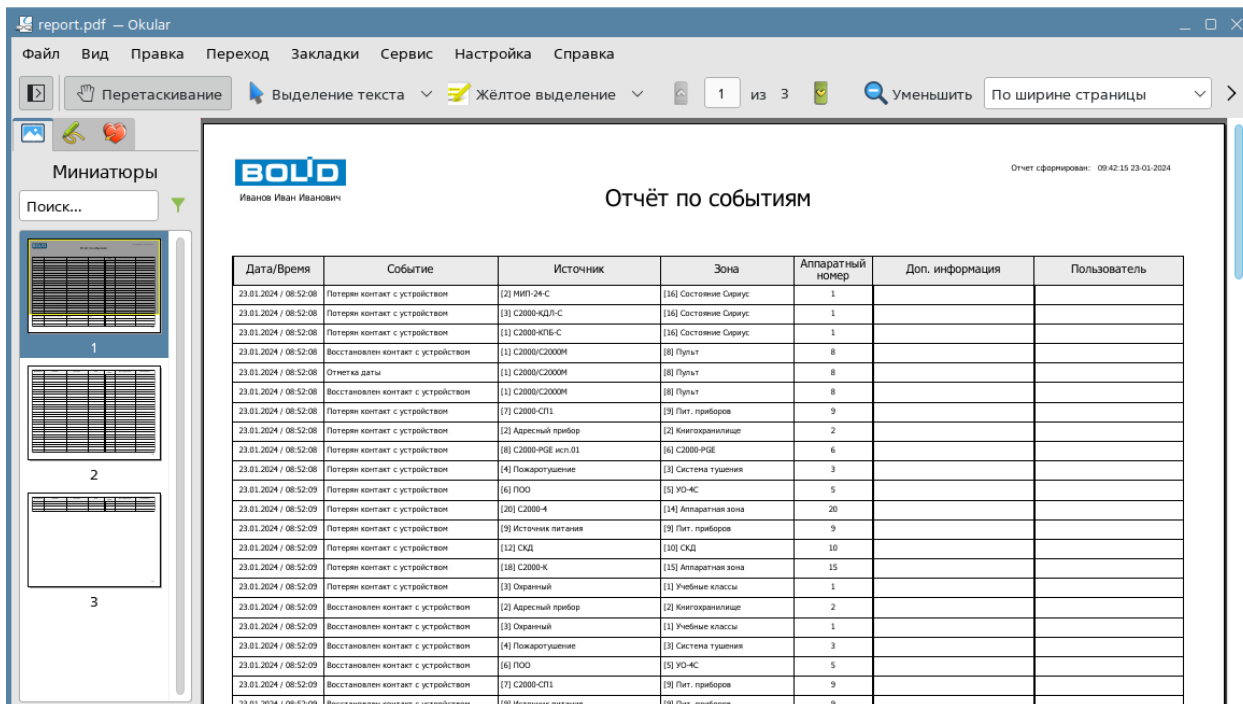 report.pdf — Okular
Файл Вид Правка Переход Закладки Сервис Настройка Справка
Перетаскивание Выделение текста Жёлтое выделение 1 из 3 Уменьшить По ширине страницы
Миниатюры
Поиск...
1
2
3
BOLID
Отчет сформирован: 09:42:15 23-01-2024
Иванов Иван Иванович
Отчёт по событиям
Дата/Время Событие Источник Зона Аппаратный номер Доп. информация Пользователь
23.01.2024 / 08:52:08 Потерян контакт с устройством [2] МИП-24-С [16] Состояние Сириус 1
23.01.2024 / 08:52:08 Потерян контакт с устройством [3] С2000-КДЛ-С [16] Состояние Сириус 1
23.01.2024 / 08:52:08 Потерян контакт с устройством [1] С2000-КПБ-С [16] Состояние Сириус 1
23.01.2024 / 08:52:08 Восстановлен контакт с устройством [1] С2000/С2000М [8] Пульт 8
23.01.2024 / 08:52:08 Отметка даты [1] С2000/С2000М [8] Пульт 8
23.01.2024 / 08:52:08 Восстановлен контакт с устройством [1] С2000/С2000М [8] Пульт 8
23.01.2024 / 08:52:08 Потерян контакт с устройством [7] С2000-СП1 [9] Пит. приборов 9
23.01.2024 / 08:52:08 Потерян контакт с устройством [2] Адресный прибор [2] Книгохранилище 2
23.01.2024 / 08:52:08 Потерян контакт с устройством [8] С2000-PGE исп.01 [6] С2000-PGE 6
23.01.2024 / 08:52:08 Потерян контакт с устройством [4] Пожаротушение [3] Система тушения 3
23.01.2024 / 08:52:09 Потерян контакт с устройством [6] ПОО [5] УО-4С 5
23.01.2024 / 08:52:09 Потерян контакт с устройством [20] С2000-4 [14] Аппаратная зона 20
23.01.2024 / 08:52:09 Потерян контакт с устройством [9] Источник питания [9] Пит. приборов 9
23.01.2024 / 08:52:09 Потерян контакт с устройством [12] СКД [10] СКД 10
23.01.2024 / 08:52:09 Потерян контакт с устройством [18] С2000-К [15] Аппаратная зона 15
23.01.2024 / 08:52:09 Потерян контакт с устройством [3] Охранный [1] Учебные классы 1
23.01.2024 / 08:52:09 Восстановлен контакт с устройством [2] Адресный прибор [2] Книгохранилище 2
23.01.2024 / 08:52:09 Восстановлен контакт с устройством [3] Охранный [1] Учебные классы 1
23.01.2024 / 08:52:09 Восстановлен контакт с устройством [4] Пожаротушение [3] Система тушения 3
23.01.2024 / 08:52:09 Восстановлен контакт с устройством [6] ПОО [5] УО-4С 5
23.01.2024 / 08:52:09 Восстановлен контакт с устройством [7] С2000-СП1 [9] Пит. приборов 9
23.01.2024 / 08:52:09 Восстановлен контакт с устройством [9] Источник питания [9] Пит. приборов 9